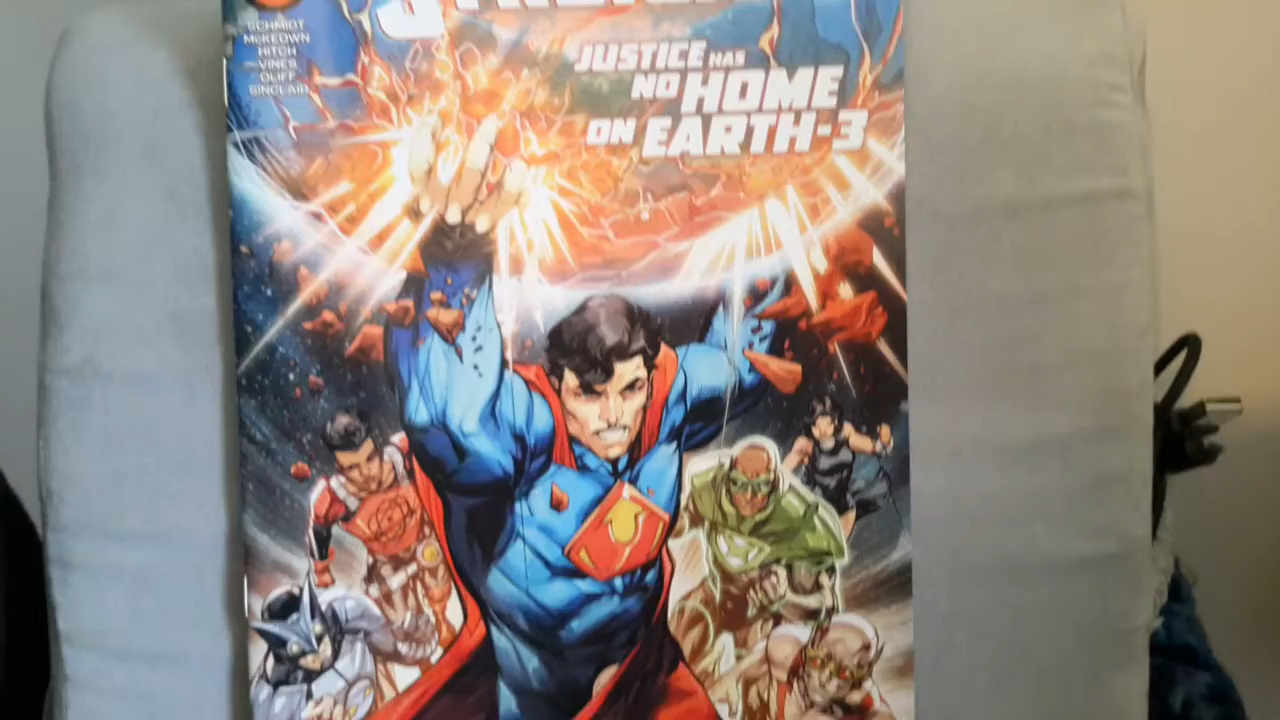 SCHMIDT
McKEOWN
HITCH
VINES
OLIFF
SINCLAIR
JUSTICE HAS
NO HOME
ON EARTH-3